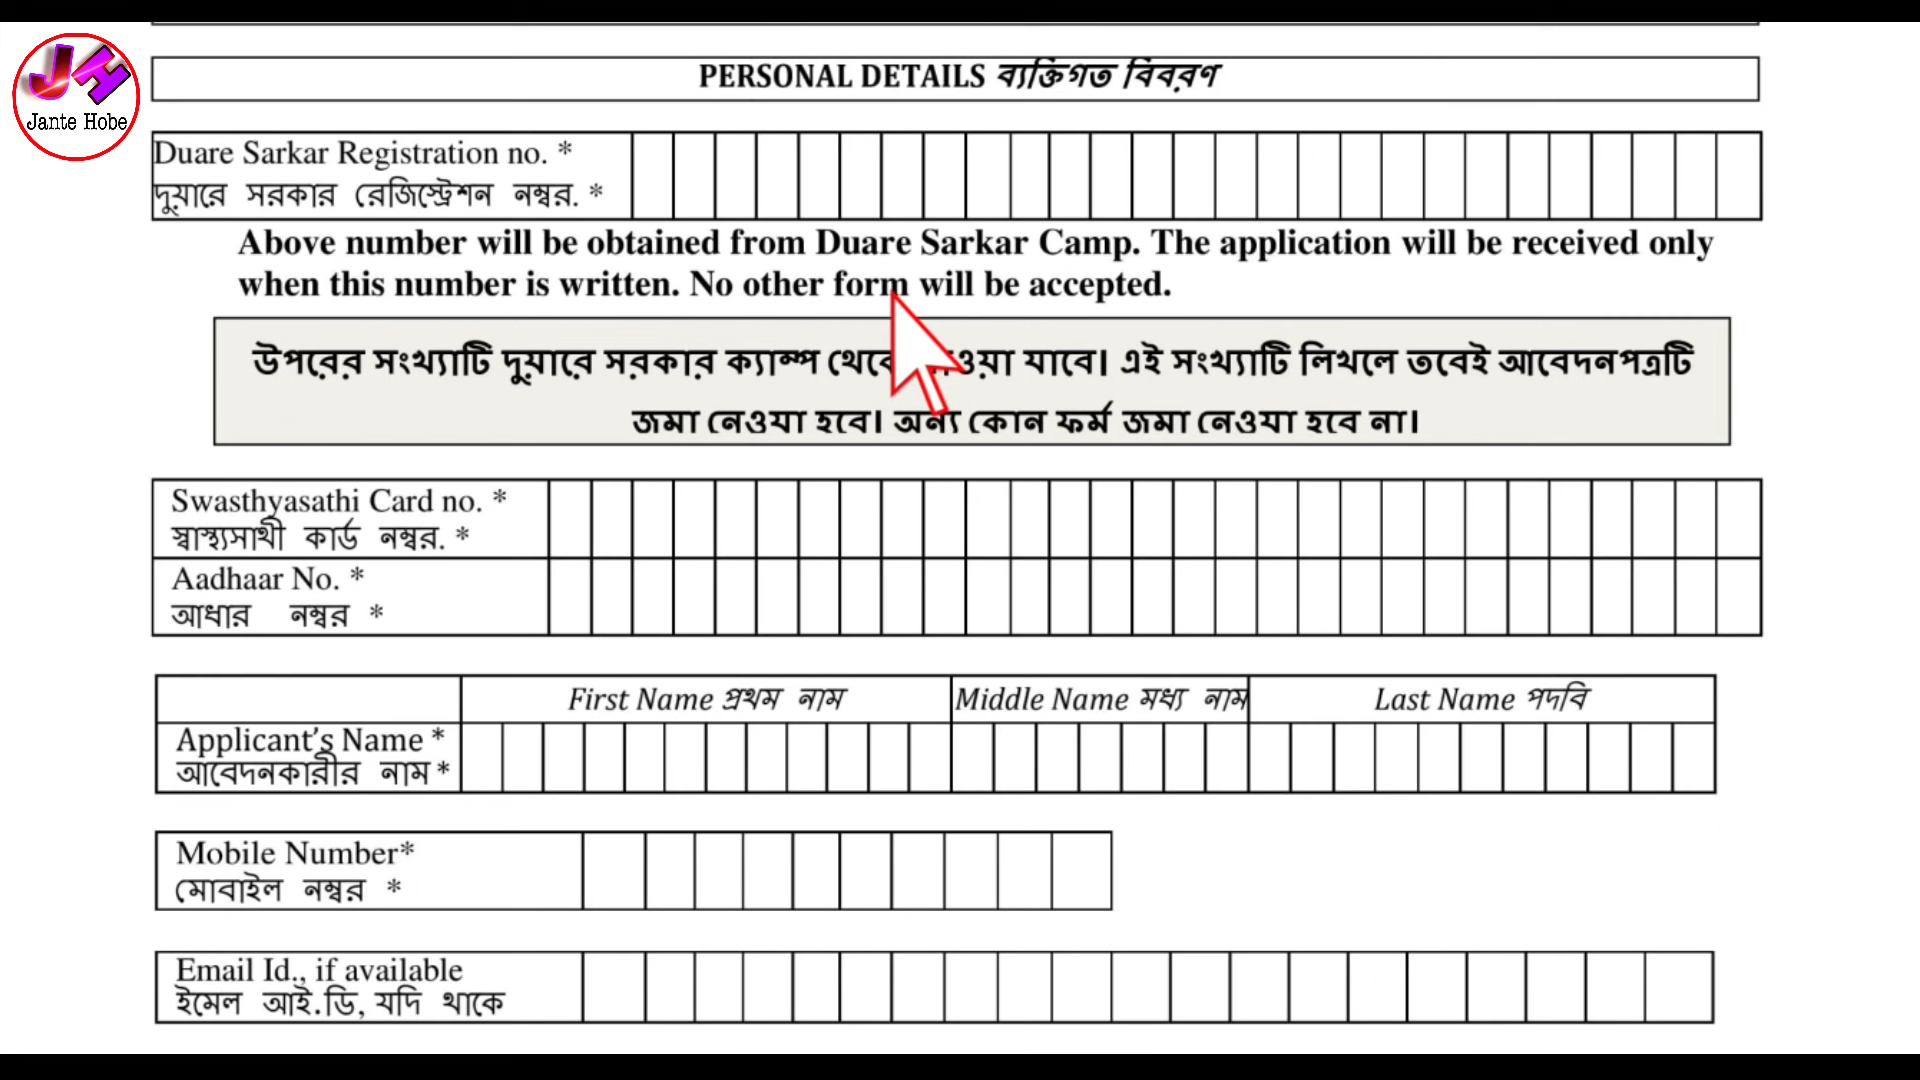 JH
Jante Hobe
PERSONAL DETAILS ব্যক্তিগত বিবরণ
Duare Sarkar Registration no. *
দুয়ারে সরকার রেজিস্ট্রেশন নম্বর. *
Above number will be obtained from Duare Sarkar Camp. The application will be received only
when this number is written. No other form will be accepted.
উপরের সংখ্যাটি দুয়ারে সরকার ক্যাম্প যাবে। এই সংখ্যাটি লিখলে তবেই আবেদনপত্রটি
জমা নেওয়া হবে। অন্য কোন ফর্ম জমা নেওয়া হবে না।
Swasthyasathi Card no. *
স্বাস্থ্যসাথী কার্ড নম্বর. *
Aadhaar No. *
আধার নম্বর *
First Name প্রথম নাম Middle Name মধ্য নাম Last Name পদবি
Applicant’s Name *
আবেদনকারীর নাম *
Mobile Number*
মোবাইল নম্বর *
Email Id., if available
ইমেল আই.ডি, যদি থাকে